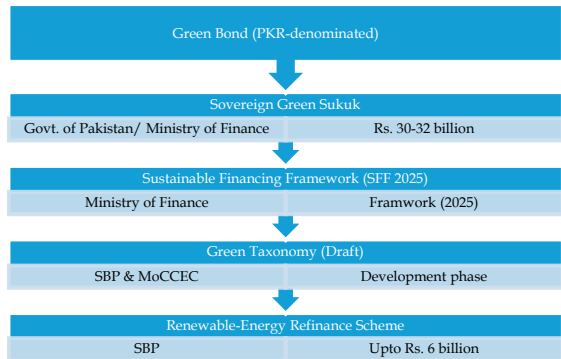 Green Bond (PKR-denominated)
Sovereign Green Sukuk
Govt. of Pakistan/ Ministry of Finance
Rs. 30-32 billion
Sustainable Financing Framework (SFF 2025)
Ministry of Finance
Framwork (2025)
Green Taxonomy (Draft)
SBP & MoCCEC
Development phase
Renewable-Energy Refinance Scheme
SBP
Upto Rs. 6 billion